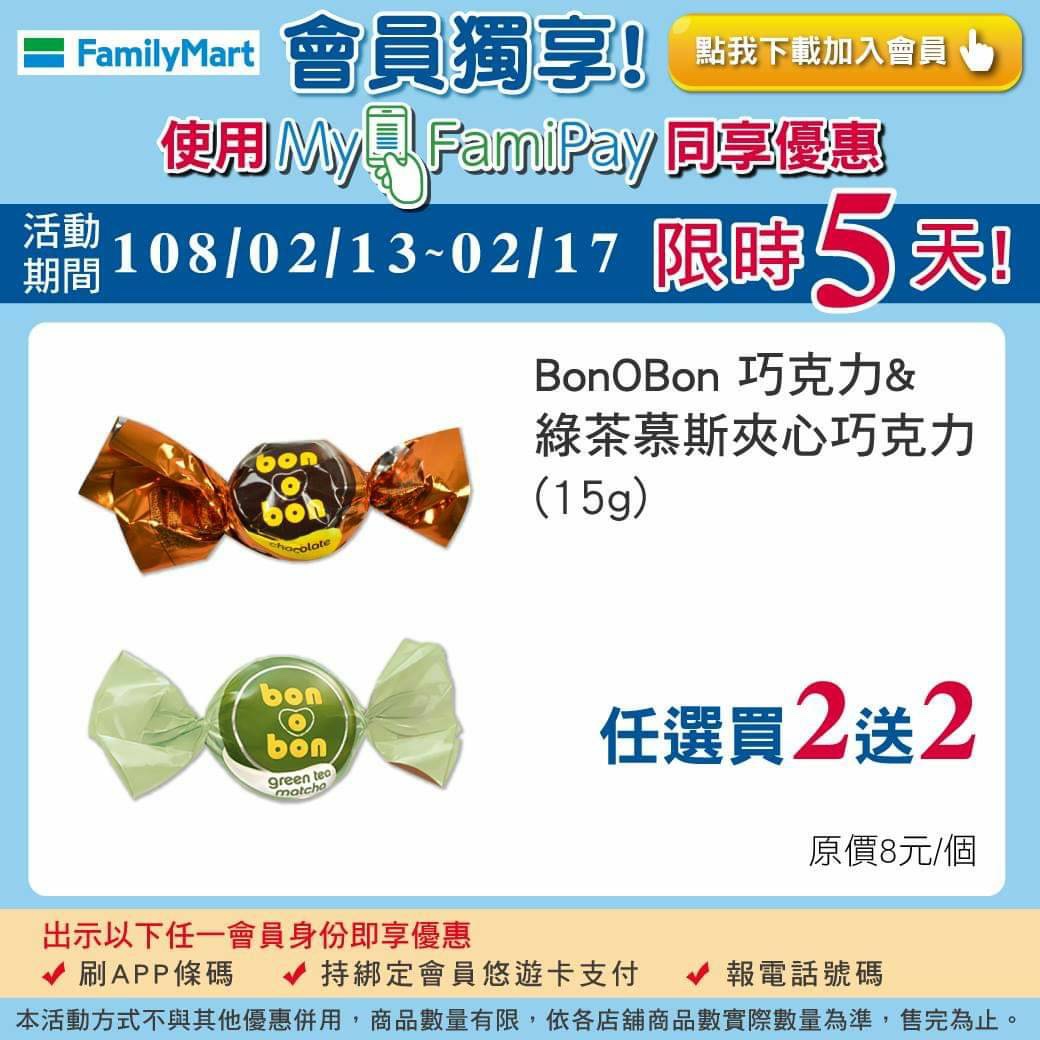 FamilyMart 會員獨享! 點我下載加入會員
使用 My FamiPay 同享優惠
活動期間 108/02/13~02/17 限時5天!
BonOBon 巧克力&
綠茶慕斯夾心巧克力
(15g)
bon
o
bon
chocolate
bon
o
bon
green tea
matcha
任選買2送2
原價8元/個
出示以下任一會員身份即享優惠
刷APP條碼 持綁定會員悠遊卡支付 報電話號碼
本活動方式不與其他優惠併用，商品數量有限，依各店舖商品數實際數量為準，售完為止。